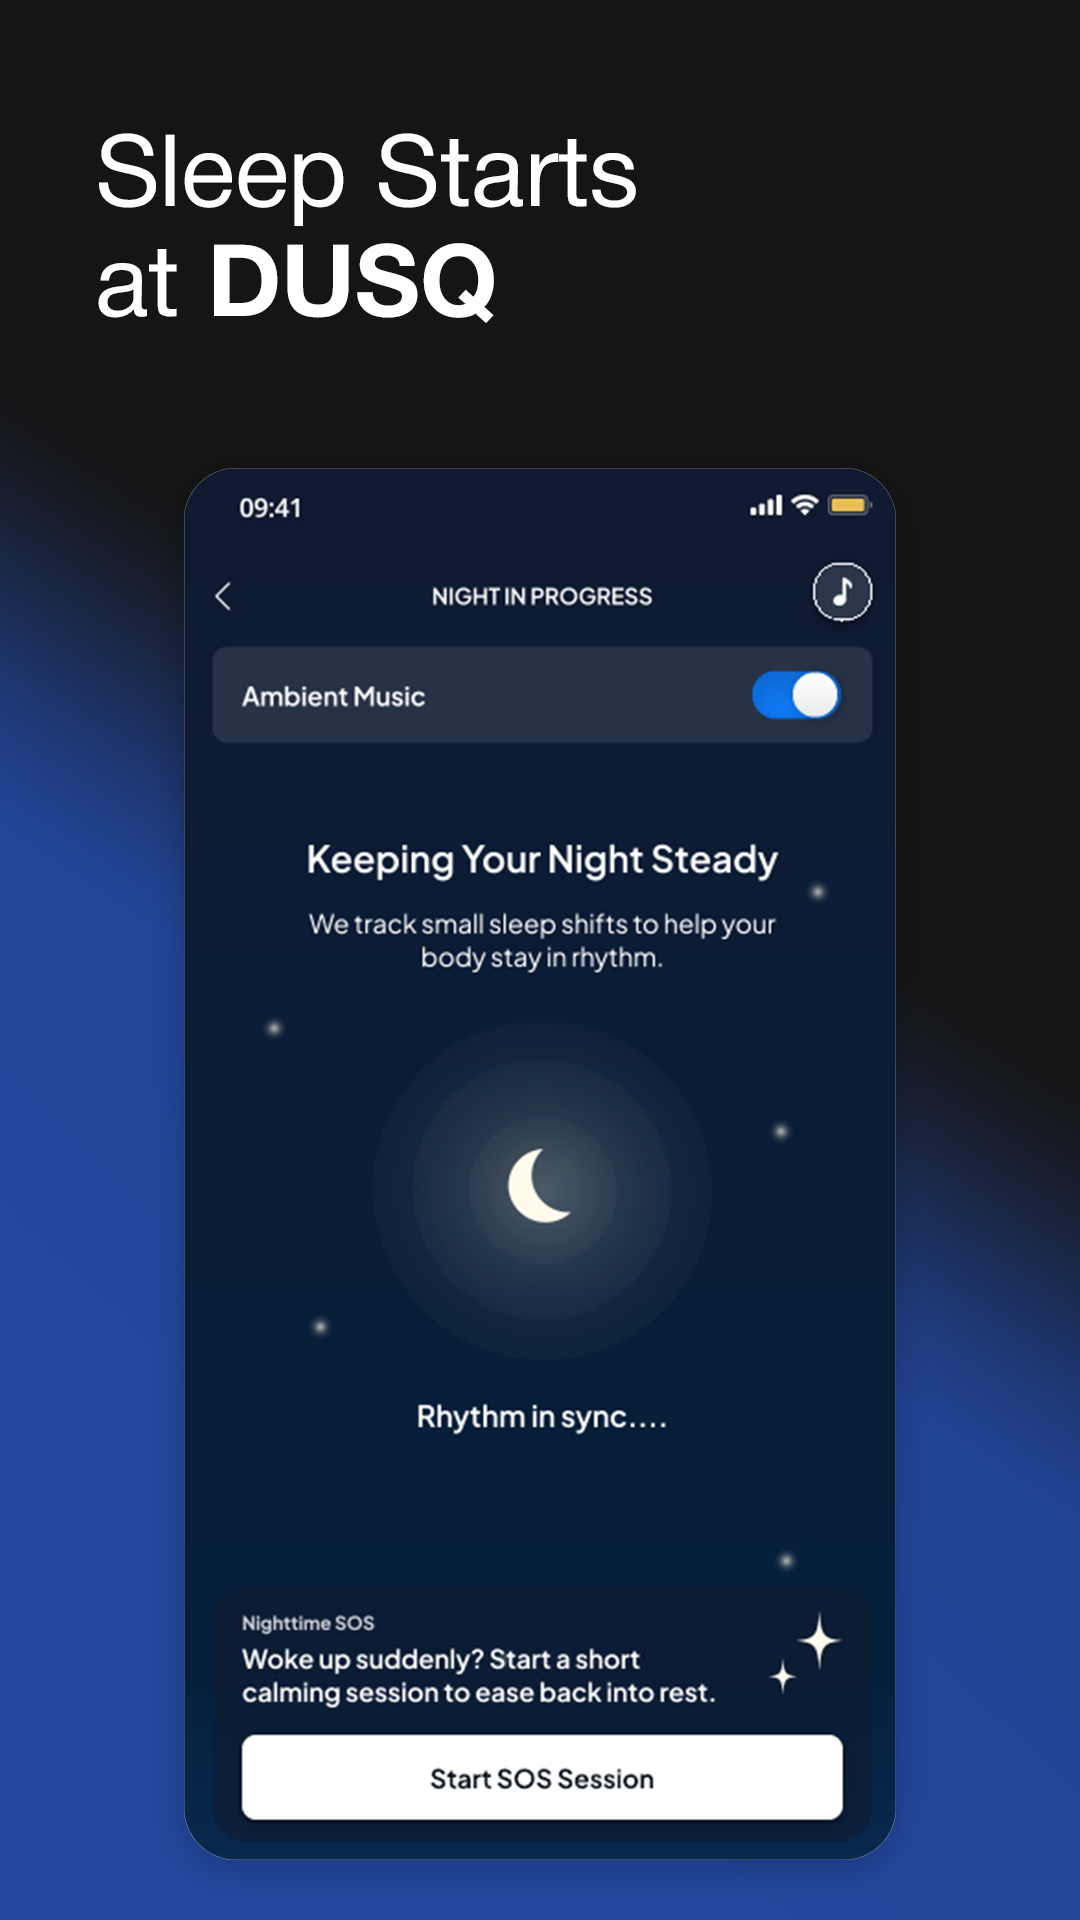 Sleep Starts
at DUSQ
09:41
NIGHT IN PROGRESS
Ambient Music
Keeping Your Night Steady
We track small sleep shifts to help your
body stay in rhythm.
Rhythm in sync....
Nighttime SOS
Woke up suddenly? Start a short
calming session to ease back into rest.
Start SOS Session